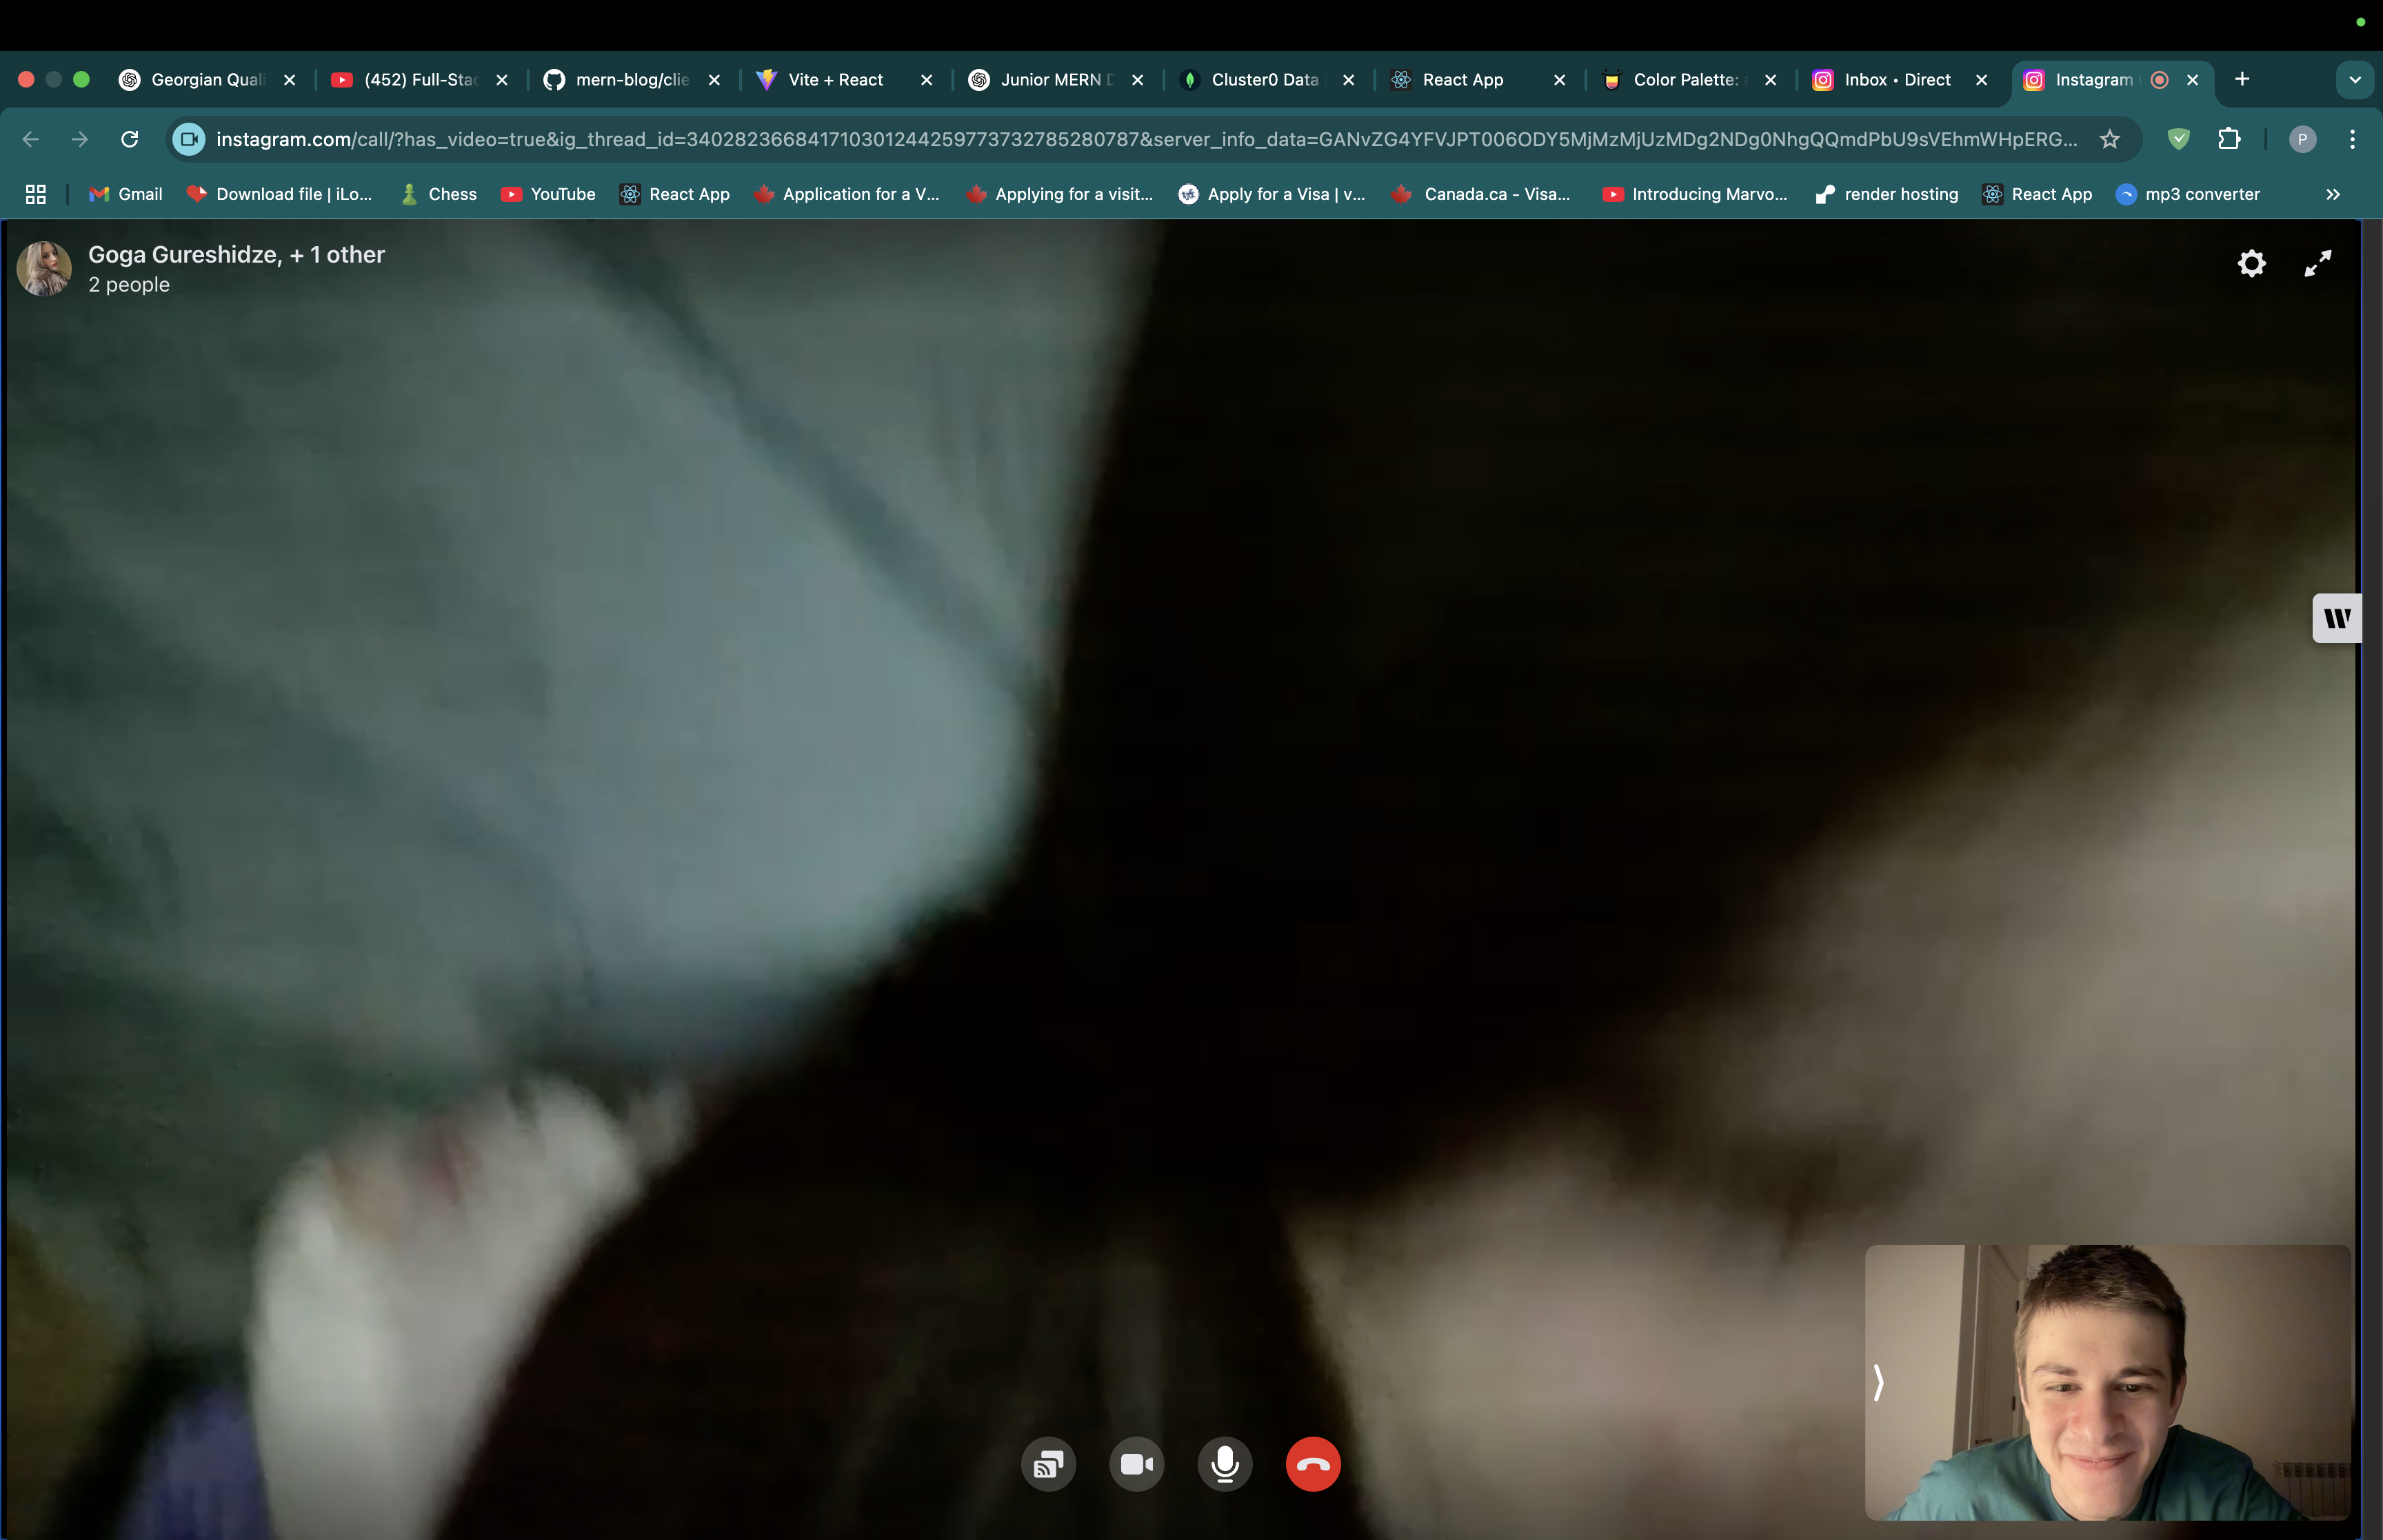 Georgian Quali
(452) Full-Stac
mern-blog/clie
Vite + React
Junior MERN D
Cluster0 Data
React App
Color Palette:
Inbox • Direct
Instagram
instagram.com/call/?has_video=true&ig_thread_id=340282366841710301244259773732785280787&server_info_data=GANvZG4YFVJPT006ODY5MjMzMjUzMDg2NDg0NhgQQmdPbU9sVEhmWHpERG...
P
Gmail
Download file | iLo...
Chess
YouTube
React App
Application for a V...
Applying for a visit...
Apply for a Visa | v...
Canada.ca - Visa...
Introducing Marvo...
render hosting
React App
mp3 converter
Goga Gureshidze, + 1 other
2 people